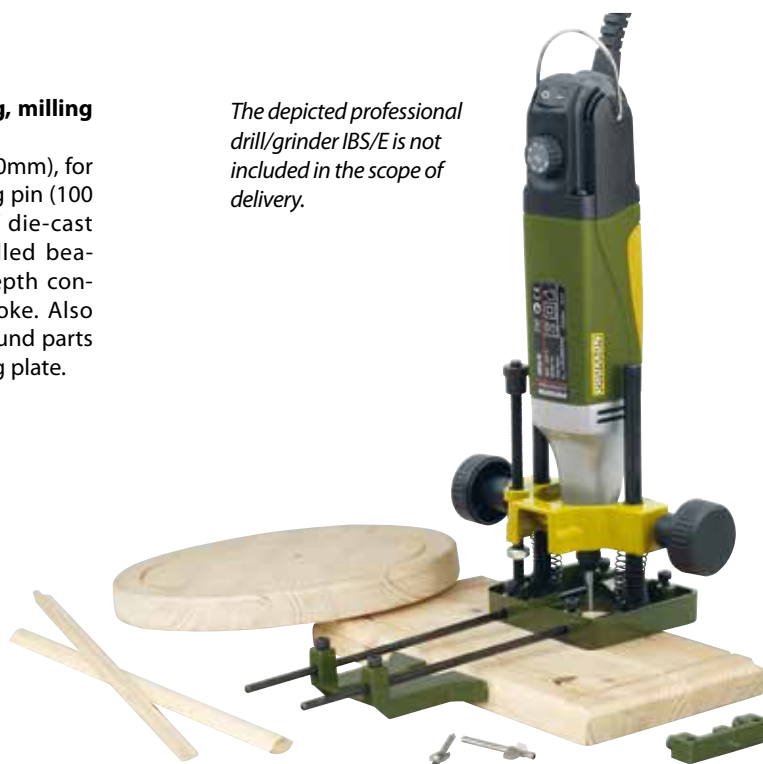 g, milling
0mm), for
g pin (100
die-cast
lled bea-
epth con-
oke. Also
und parts
g plate.
The depicted professional
drill/grinder IBS/E is not
included in the scope of
delivery.
PROXXON